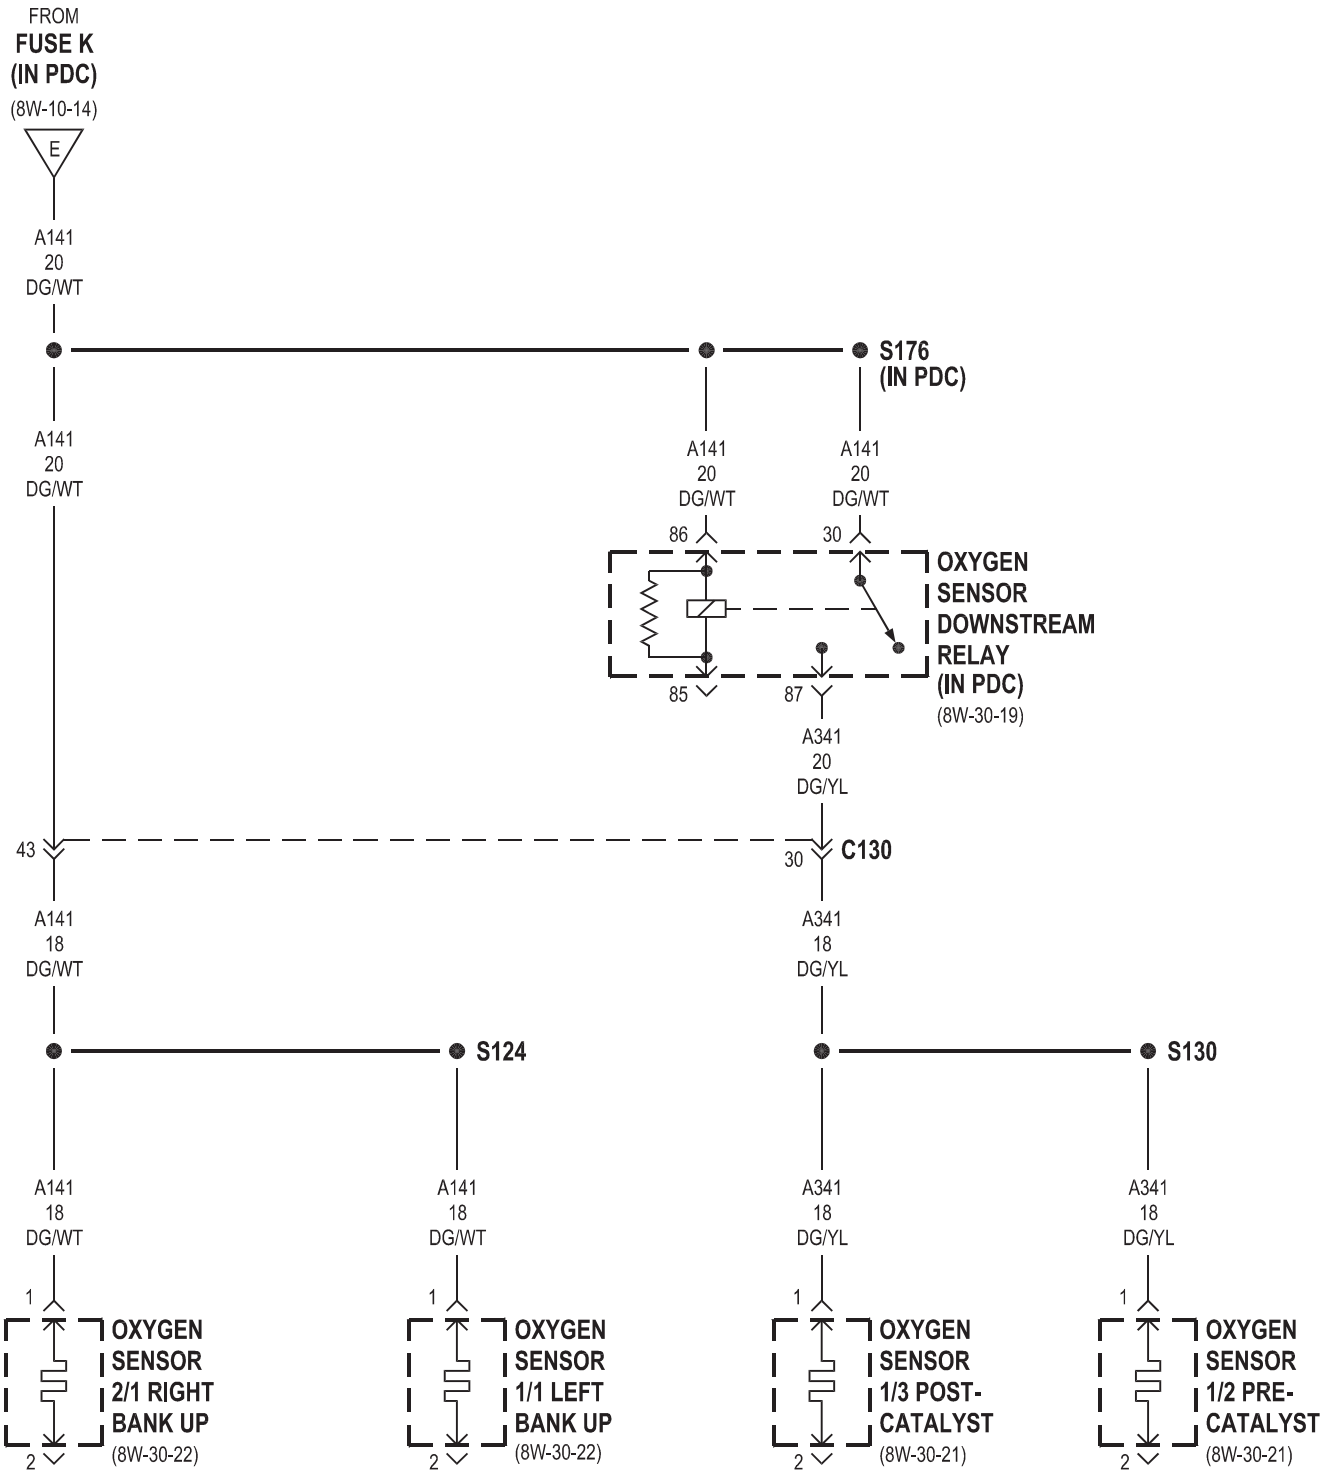 FROM
FUSE K
(IN PDC)
(8W-10-14)
E
A141
20
DG/WT
S176
(IN PDC)
A141
20
DG/WT
A141
20
DG/WT
A141
20
DG/WT
86
30
OXYGEN
SENSOR
DOWNSTREAM
RELAY
(IN PDC)
(8W-30-19)
85
87
A341
20
DG/YL
43
30
C130
A141
18
DG/WT
A341
18
DG/YL
S124
S130
A141
18
DG/WT
A141
18
DG/WT
A341
18
DG/YL
A341
18
DG/YL
1
OXYGEN
SENSOR
2/1 RIGHT
BANK UP
(8W-30-22)
2
1
OXYGEN
SENSOR
1/1 LEFT
BANK UP
(8W-30-22)
2
1
OXYGEN
SENSOR
1/3 POST-
CATALYST
(8W-30-21)
2
1
OXYGEN
SENSOR
1/2 PRE-
CATALYST
(8W-30-21)
2